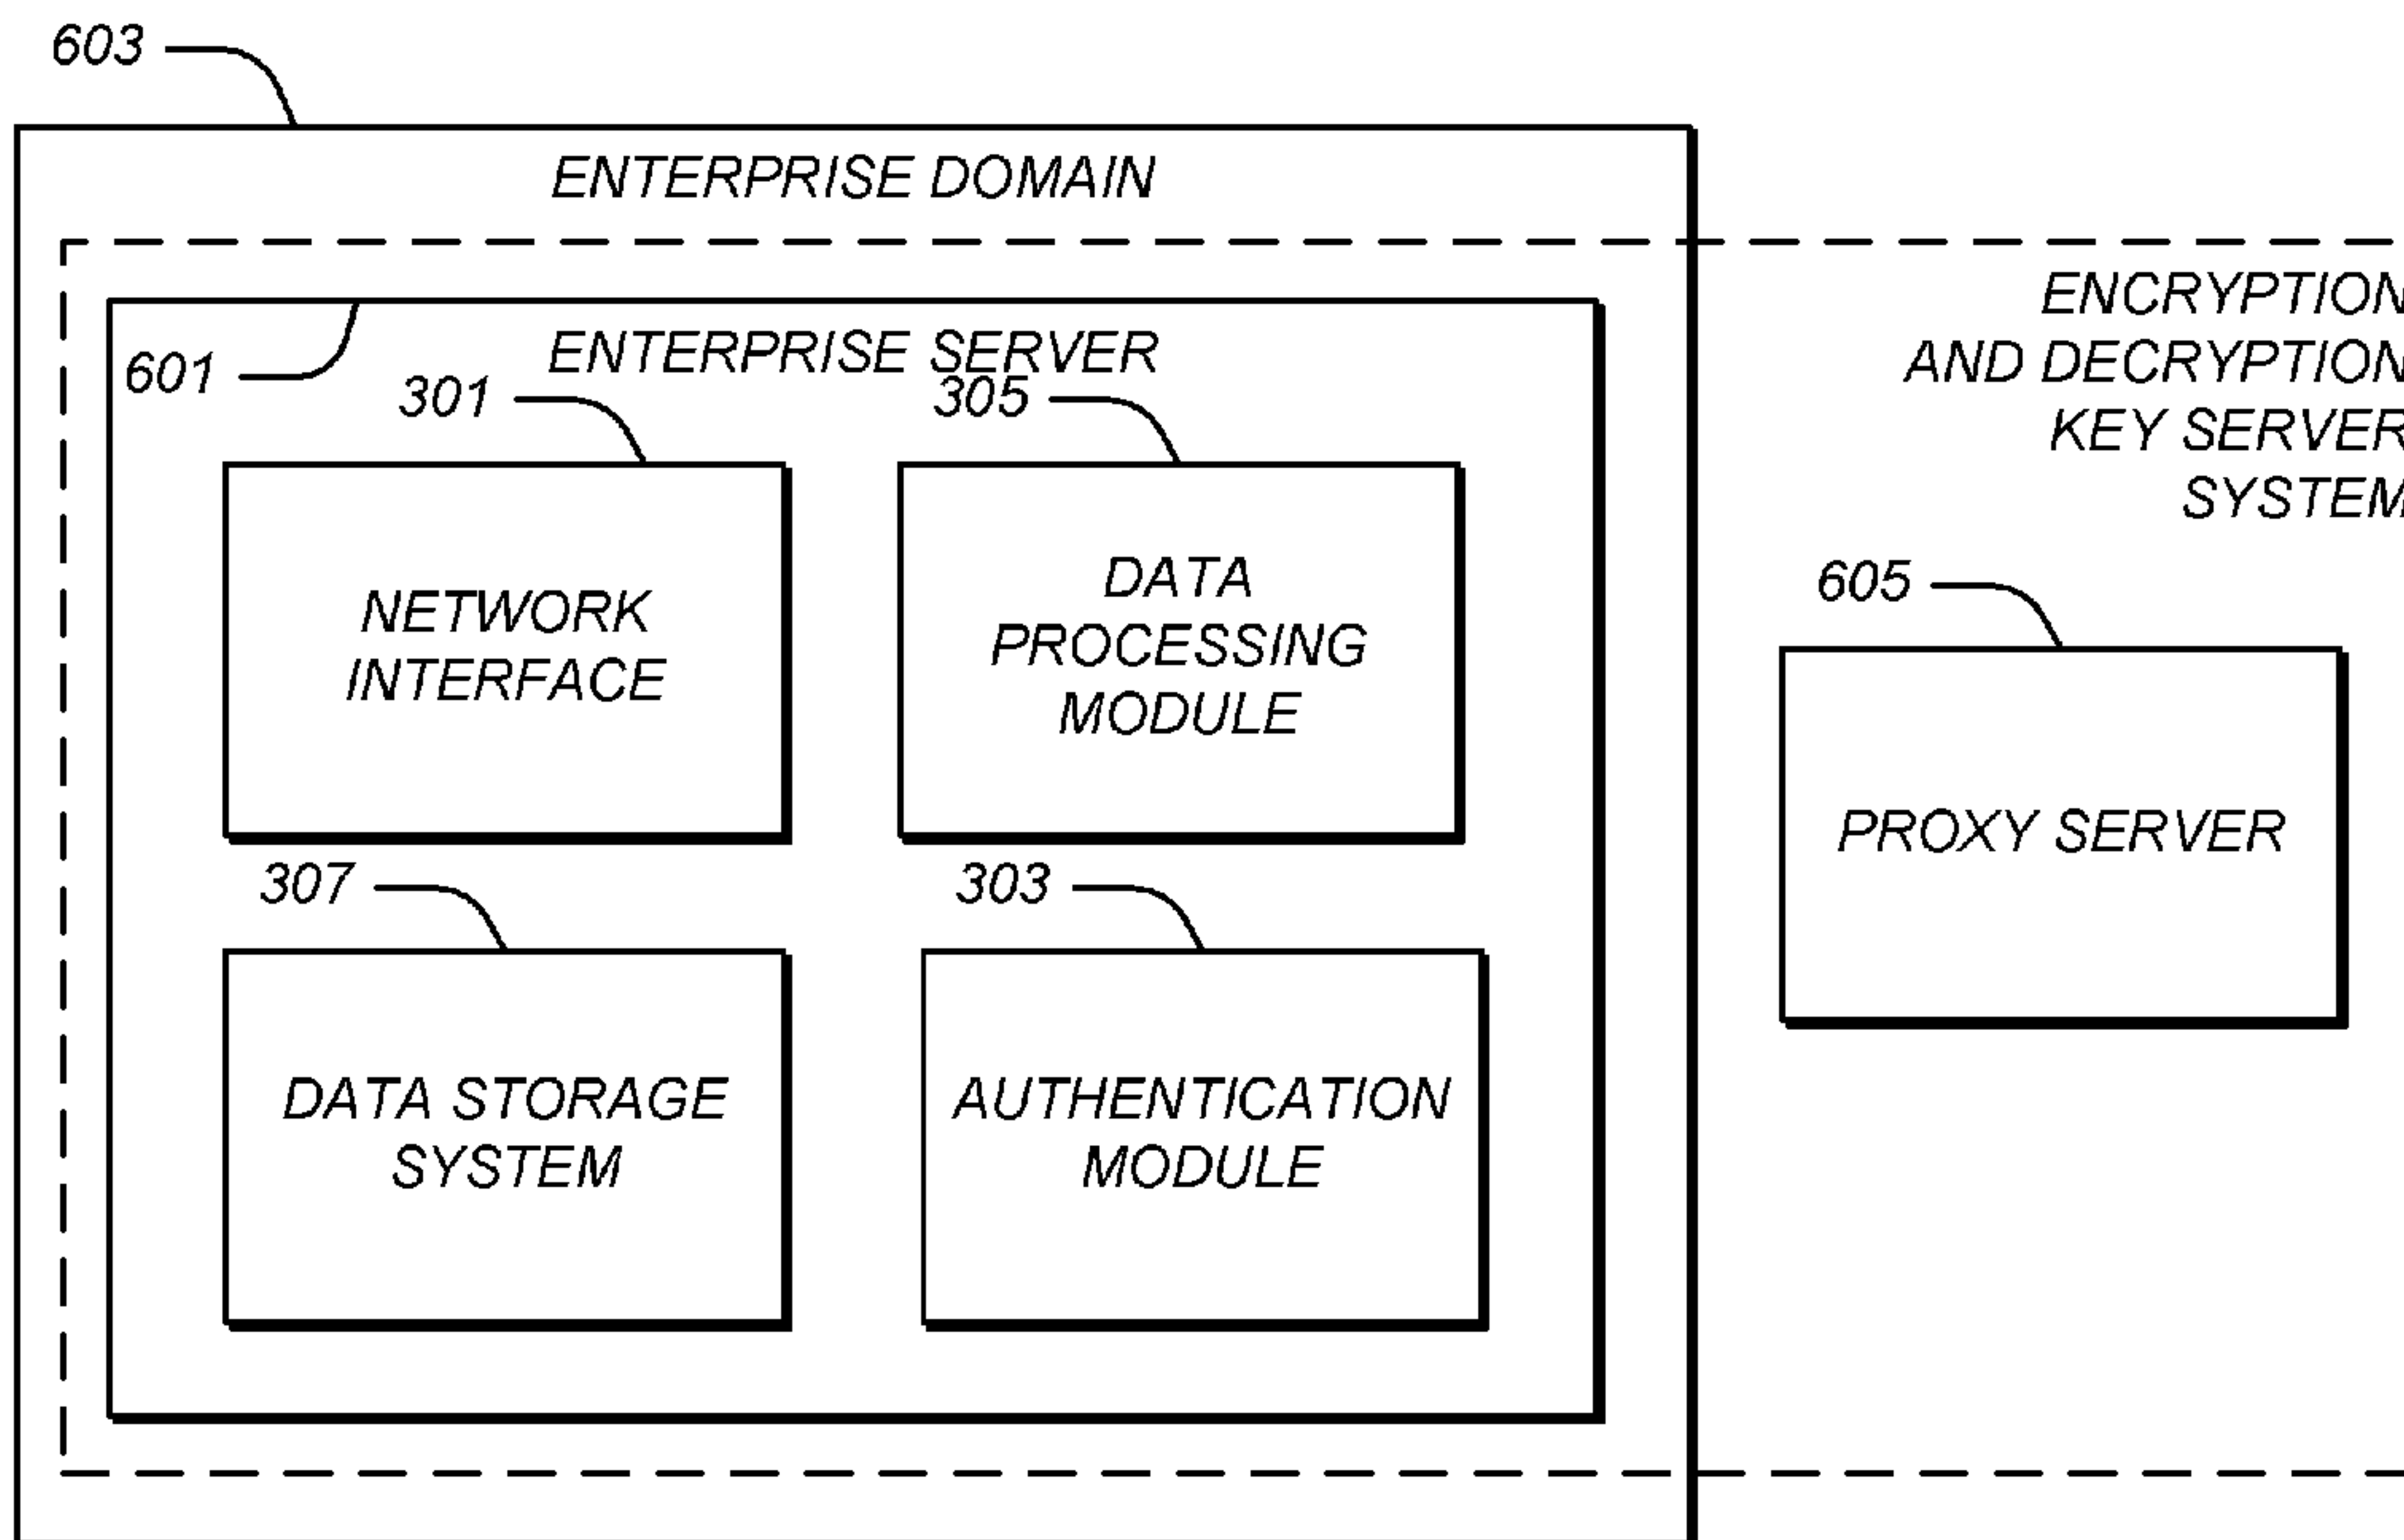 603
ENTERPRISE DOMAIN
ENCRYPTION
AND DECRYPTION
KEY SERVER
SYSTEM
601
ENTERPRISE SERVER
301
305
NETWORK
INTERFACE
DATA
PROCESSING
MODULE
605
PROXY SERVER
307
303
DATA STORAGE
SYSTEM
AUTHENTICATION
MODULE